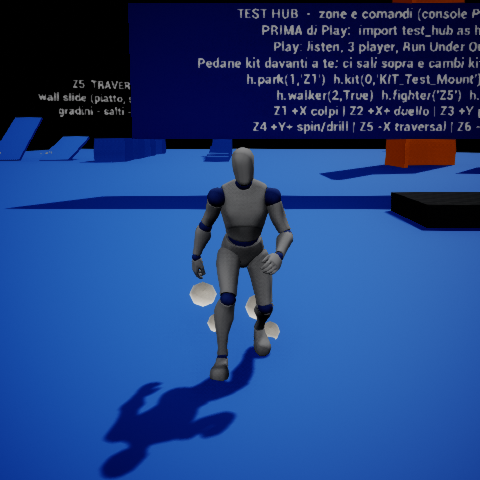 TEST HUB - zone e comandi (console P
PRIMA di Play: import test_hub as h
Play: listen, 3 player, Run Under O
Pedane kit davanti a te: ci sali sopra e cambi kit
h.park(1,'Z1') h.kit(0,'KIT_Test_Mount')
h.walker(2,True) h.fighter('Z5') h.
Z1 +X colpi | Z2 +X+ duello | Z3 +Y
Z4 +Y+ spin/drill | Z5 -X traversal | Z6 -
Z5 TRAVER
wall slide (piatto,
gradini - salti -